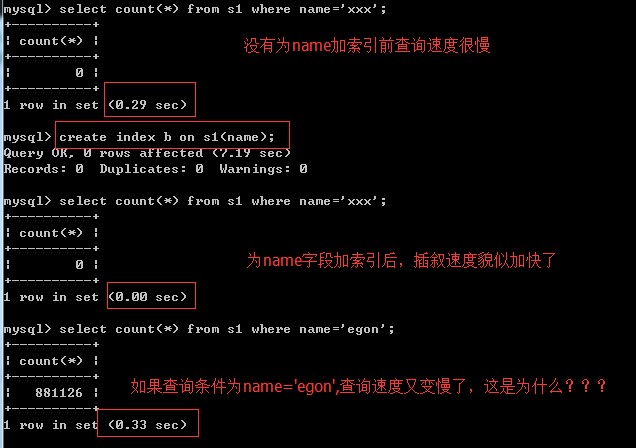 mysql> select count(*) from s1 where name='xxx';
+----------+
| count(*) |
+----------+
|        0 |
+----------+
没有为name加索引前查询速度很慢
1 row in set (0.29 sec)
mysql> create index b on s1(name);
Query OK, 0 rows affected (7.19 sec)
Records: 0  Duplicates: 0  Warnings: 0
mysql> select count(*) from s1 where name='xxx';
+----------+
| count(*) |
+----------+
|        0 |
+----------+
为name字段加索引后，插叙速度貌似加快了
1 row in set (0.00 sec)
mysql> select count(*) from s1 where name='egon';
+----------+
| count(*) |
+----------+
|   881126 |
+----------+
如果查询条件为name='egon',查询速度又变慢了，这是为什么？？？
1 row in set (0.33 sec)